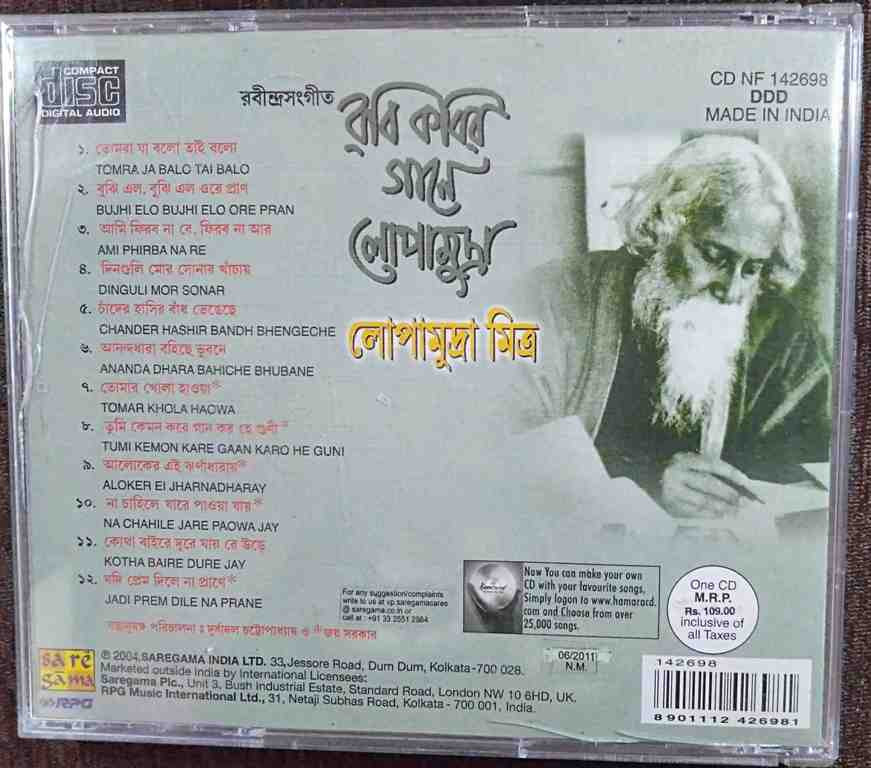 COMPACT
disc
DIGITAL AUDIO
রবীন্দ্রসংগীত
রবি কবির
গানে
লোপামুদ্রা
লোপামুদ্রা মিত্র
CD NF 142698
DDD
MADE IN INDIA
১. তোমরা যা বলো তাই বলো
TOMRA JA BALO TAI BALO
২. বুঝি এল, বুঝি এল ওরে প্রাণ
BUJHI ELO BUJHI ELO ORE PRAN
৩. আমি ফিরব না রে, ফিরব না আর
AMI PHIRBA NA RE
৪. দিনগুলি মোর সোনার খাঁচায়
DINGULI MOR SONAR
৫. চাঁদের হাসির বাঁধ ভেঙেছে
CHANDER HASHIR BANDH BHENGECHE
৬. আনন্দধারা বহিছে ভুবনে
ANANDA DHARA BAHICHE BHUBANE
৭. তোমার খোলা হাওয়া*
TOMAR KHOLA HAOWA
৮. তুমি কেমন করে গান কর হে গুণী*
TUMI KEMON KARE GAAN KARO HE GUNI
৯. আলোকের এই ঝর্ণাধারায়*
ALOKER EI JHARNADHARAY
১০. না চাহিলে যারে পাওয়া যায়*
NA CHAHILE JARE PAOWA JAY
১১. কোথা বাইরে দূরে যায় রে উড়ে
KOTHA BAIRE DURE JAY
১২. যদি প্রেম দিলে না প্রাণে*
JADI PREM DILE NA PRANE
যন্ত্রানুষঙ্গ পরিচালনা : দুর্বাদল চট্টোপাধ্যায় ও *জয় সরকার
For any suggestion/complaints
write to us at vp.saregamacares
@ saregama.co.in or
call at : +91 33 2551 2984
hamaracd
Now You can make your own
CD with your favourite songs,
Simply logon to www.hamaracd.
com and Choose from over
25,000 songs.
One CD
M.R.P.
Rs. 109.00
inclusive of
all Taxes
06/2011
N.M.
sa re
ga ma
RPG
℗ 2004, SAREGAMA INDIA LTD. 33, Jessore Road, Dum Dum, Kolkata-700 028.
Marketed outside India by International Licensees:
Saregama Plc., Unit 3, Bush Industrial Estate, Standard Road, London NW 10 6HD, UK.
RPG Music International Ltd., 31, Netaji Subhas Road, Kolkata - 700 001, India.
142698
8 901112 426981